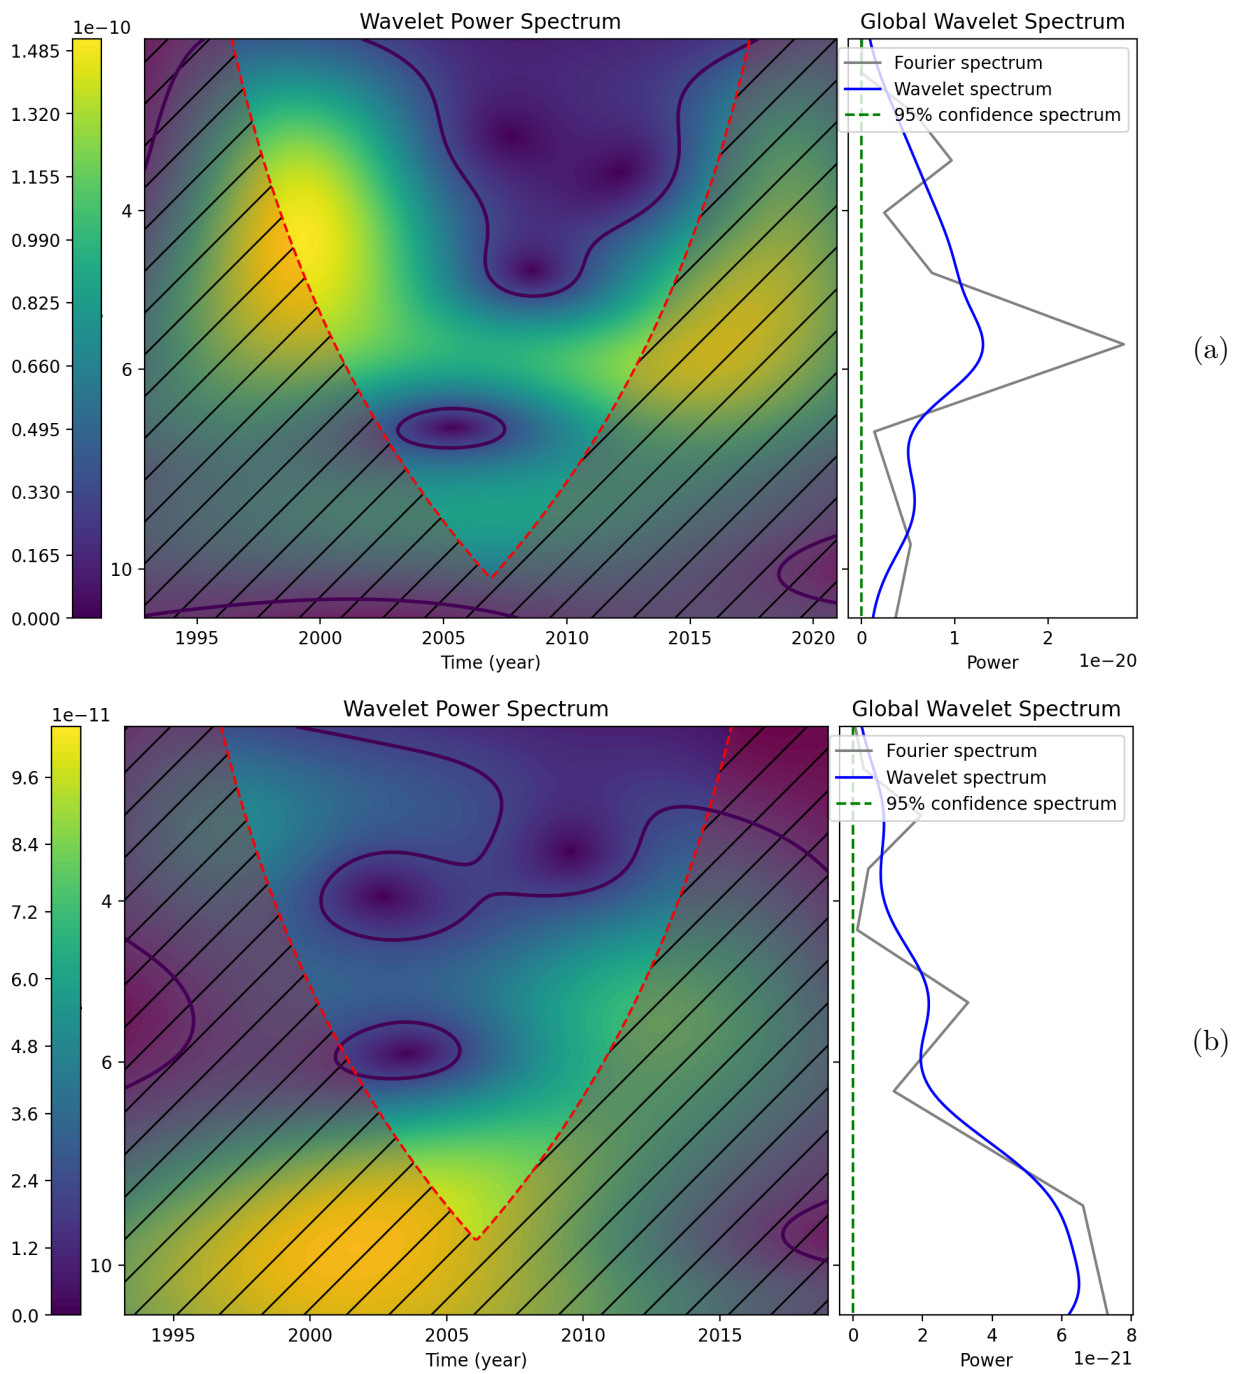 Wavelet Power Spectrum
Global Wavelet Spectrum
1e−10
1.485
1.320
1.155
0.990
0.825
0.660
0.495
0.330
0.165
0.000
4
6
10
1995 2000 2005 2010 2015 2020
Time (year)
Fourier spectrum
Wavelet spectrum
95% confidence spectrum
0 1 2
Power
1e−20
(a)
Wavelet Power Spectrum
Global Wavelet Spectrum
1e−11
9.6
8.4
7.2
6.0
4.8
3.6
2.4
1.2
0.0
4
6
10
1995 2000 2005 2010 2015
Time (year)
Fourier spectrum
Wavelet spectrum
95% confidence spectrum
0 2 4 6 8
Power
1e−21
(b)